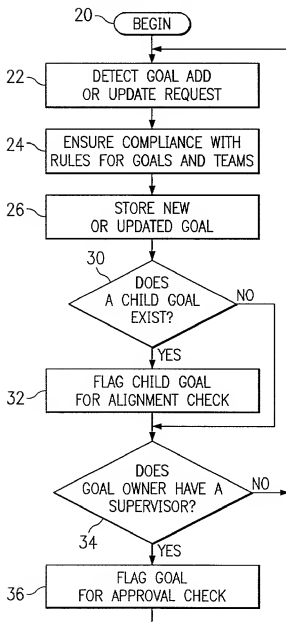 20
BEGIN
22
DETECT GOAL ADD
OR UPDATE REQUEST
24
ENSURE COMPLIANCE WITH
RULES FOR GOALS AND TEAMS
26
STORE NEW
OR UPDATED GOAL
30
DOES
A CHILD GOAL
EXIST?
NO
YES
32
FLAG CHILD GOAL
FOR ALIGNMENT CHECK
DOES
GOAL OWNER HAVE A
SUPERVISOR?
NO
34
YES
36
FLAG GOAL
FOR APPROVAL CHECK